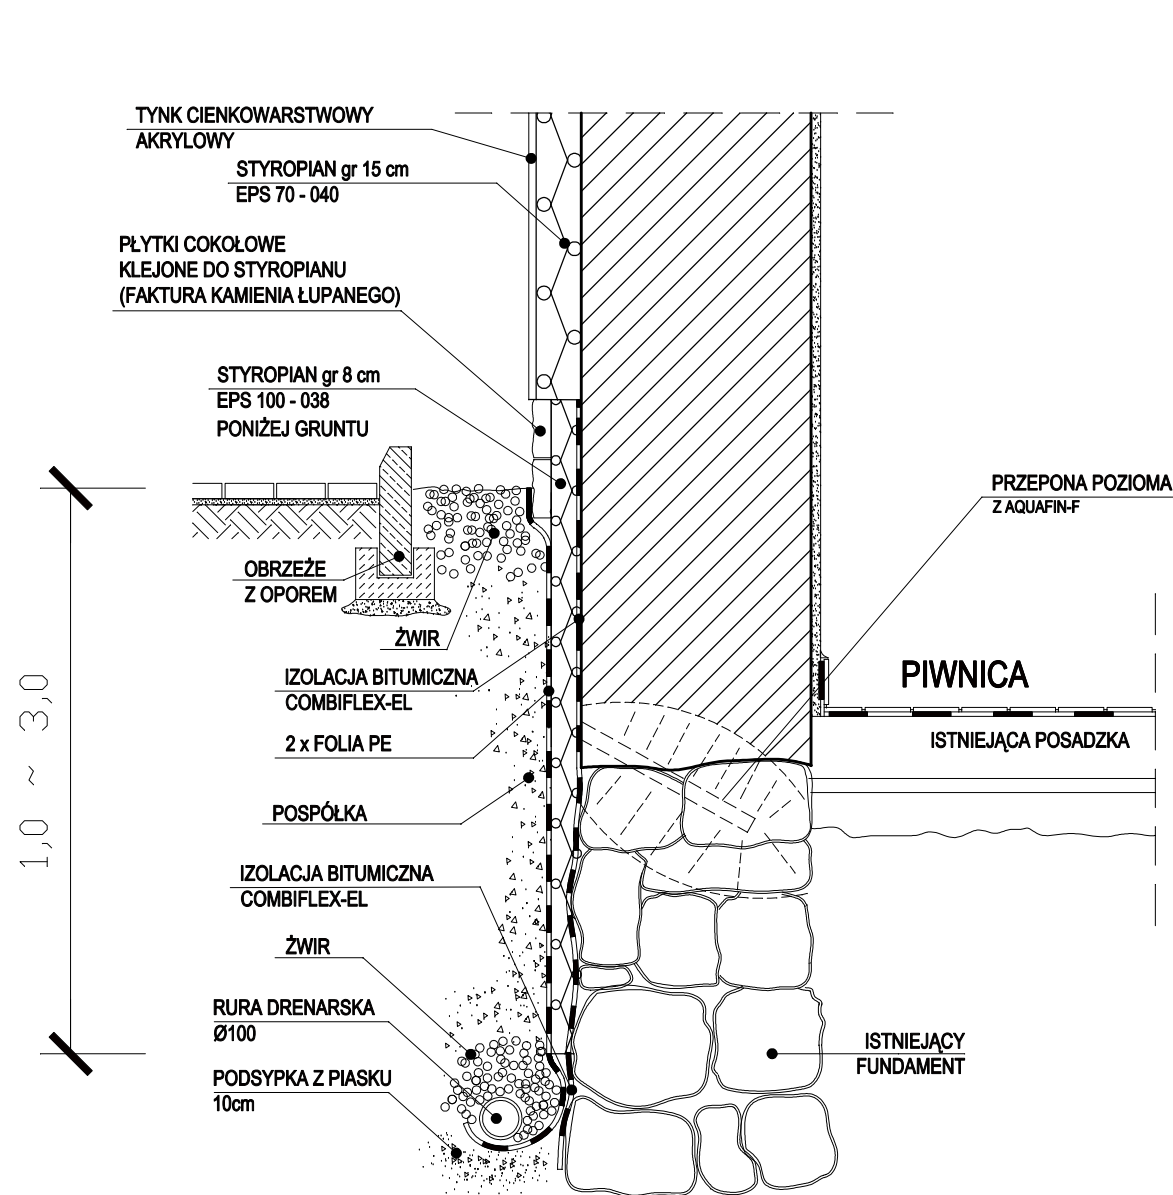 TYNK CIENKOWARSTWOWY
AKRYLOWY
STYROPIAN gr 15 cm
EPS 70 - 040
PŁYTKI COKOŁOWE
KLEJONE DO STYROPIANU
(FAKTURA KAMIENIA ŁUPANEGO)
STYROPIAN gr 8 cm
EPS 100 - 038
PONIŻEJ GRUNTU
PRZEPONA POZIOMA
Z AQUAFIN-F
OBRZEŻE
Z OPOREM
ŻWIR
IZOLACJA BITUMICZNA
COMBIFLEX-EL
2 x FOLIA PE
PIWNICA
ISTNIEJĄCA POSADZKA
1,0 ~ 3,0
POSPÓŁKA
IZOLACJA BITUMICZNA
COMBIFLEX-EL
ŻWIR
RURA DRENARSKA
Ø100
PODSYPKA Z PIASKU
10cm
ISTNIEJĄCY
FUNDAMENT